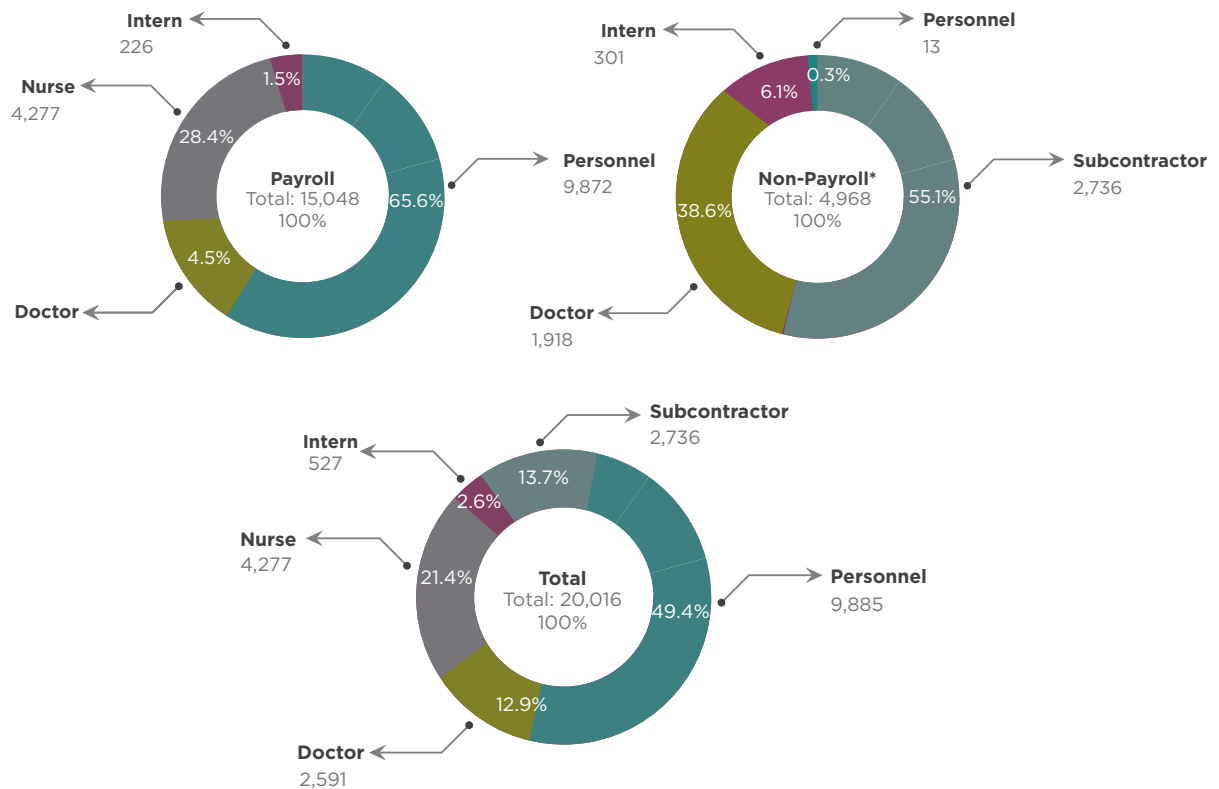 Intern
226
Nurse
4,277
Doctor
Personnel
9,872
1.5%
28.4%
4.5%
65.6%
Payroll
Total: 15,048
100%
Intern
301
Personnel
13
Subcontractor
2,736
Doctor
1,918
6.1%
0.3%
38.6%
55.1%
Non-Payroll*
Total: 4,968
100%
Subcontractor
2,736
Intern
527
Nurse
4,277
Personnel
9,885
Doctor
2,591
13.7%
2.6%
21.4%
49.4%
12.9%
Total
Total: 20,016
100%